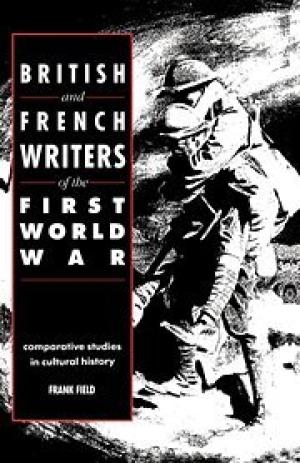 BRITISH
and
FRENCH
WRITERS
of the
FIRST
WORLD
WAR
comparative studies
in cultural history
FRANK FIELD